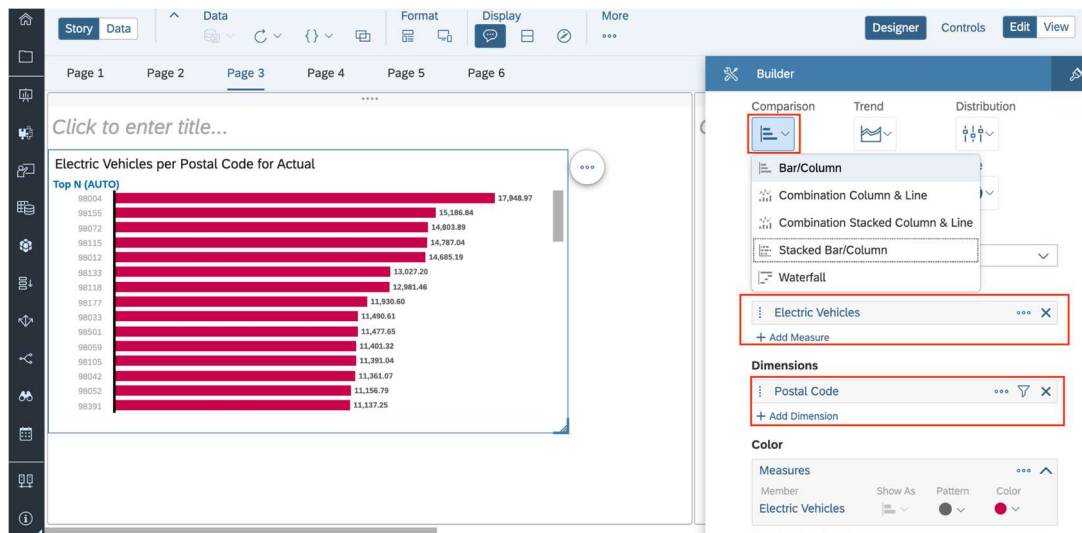 Story Data
Data
Format
Display
More
Designer
Controls
Edit View
Page 1
Page 2
Page 3
Page 4
Page 5
Page 6
Builder
Click to enter title...
Electric Vehicles per Postal Code for Actual
Top N (AUTO)
98004 17,948.97
98155 15,186.84
98072 14,803.89
98115 14,787.04
98012 14,685.19
98133 13,027.20
98118 12,981.46
98177 11,930.60
98033 11,490.61
98501 11,477.65
98059 11,401.32
98105 11,391.04
98042 11,361.07
98052 11,156.79
98391 11,137.25
Comparison
Trend
Distribution
Bar/Column
Combination Column & Line
Combination Stacked Column & Line
Stacked Bar/Column
Waterfall
Electric Vehicles
+ Add Measure
Dimensions
Postal Code
+ Add Dimension
Color
Measures
Member Show As Pattern Color
Electric Vehicles